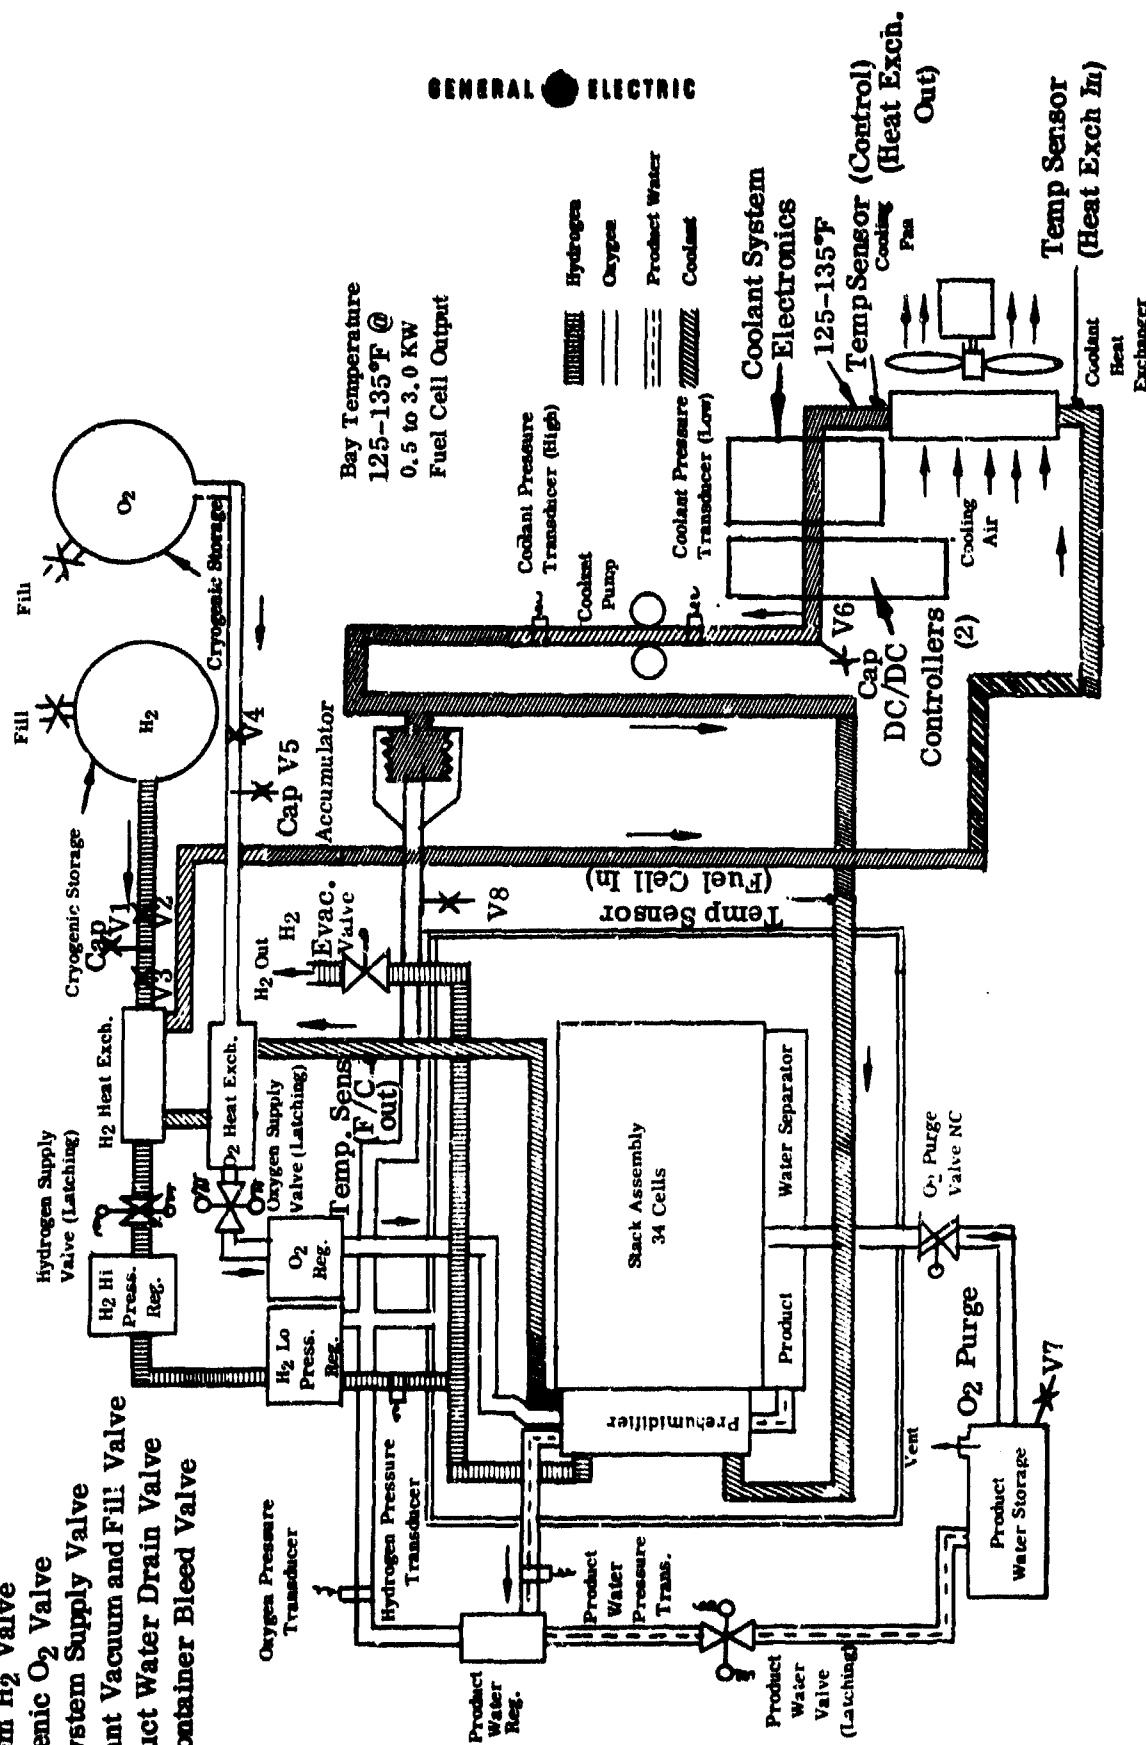 GENERAL ELECTRIC
Fill
O2
Cryogenic Storage
Fill
H2
Cryogenic Storage
Cap
V1
V2
V3
V4
Cap V5
Accumulator
Bay Temperature
125-135°F @
0.5 to 3.0 KW
Fuel Cell Output
Hydrogen
Oxygen
Product Water
Coolant
Coolant Pressure
Transducer (High)
Coolant
Pump
Coolant Pressure
Transducer (Low)
Coolant System
Electronics
125-135°F
Temp Sensor (Control)
(Heat Exch.
Out)
Cooling
Fan
Temp Sensor
(Heat Exch In)
Coolant
Heat
Exchanger
Cooling
Air
V6
Cap
DC/DC
Controllers
(2)
Temp Sensor
(Fuel Cell In)
V8
H2 Out
H2
Evac.
Valve
H2 Heat Exch.
O2 Heat Exch.
Hydrogen Supply
Valve (Latching)
Oxygen Supply
Valve (Latching)
Temp. Sens
(F/C
out)
H2 Hi
Press.
Reg.
O2
Reg.
H2 Lo
Press.
Reg.
Stack Assembly
34 Cells
Water Separator
Product
Prehumidifier
O2 Purge
Valve NC
O2 Purge
V7
Vent
Product
Water Storage
Oxygen Pressure
Transducer
Hydrogen Pressure
Transducer
Product
Water
Pressure
Trans.
Product
Water
Reg.
Product
Water
Valve
(Latching)
m H2 Valve
enic O2 Valve
ystem Supply Valve
nt Vacuum and Fill Valve
uct Water Drain Valve
ontainer Bleed Valve